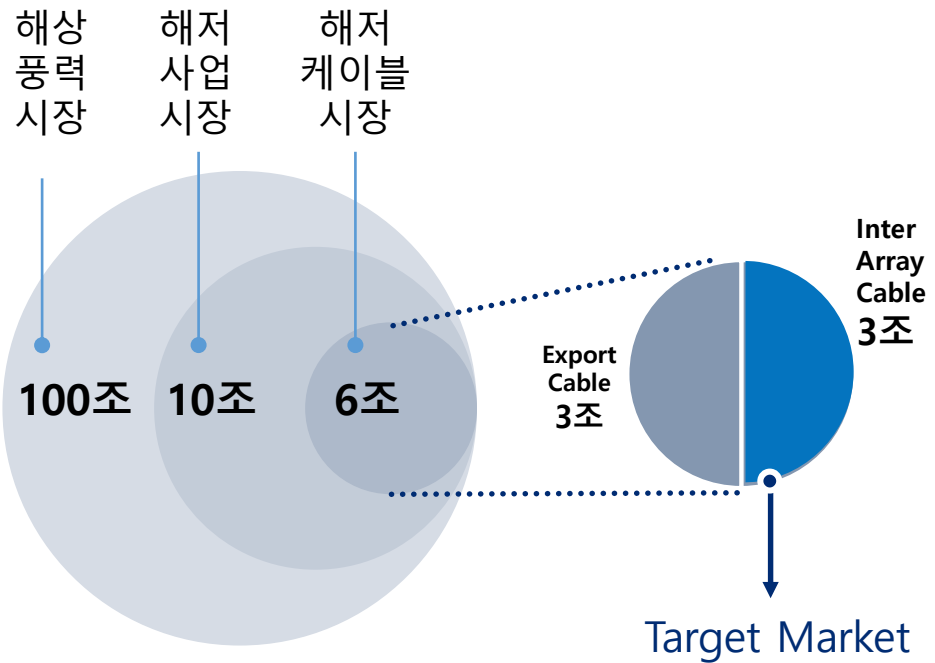 해상
풍력
시장
해저
사업
시장
해저
케이블
시장
100조
10조
6조
Export
Cable
3조
Inter
Array
Cable
3조
Target Market